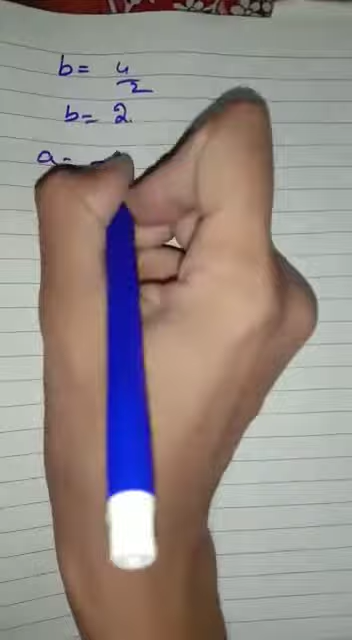 b = 4/2
b = 2
a = -